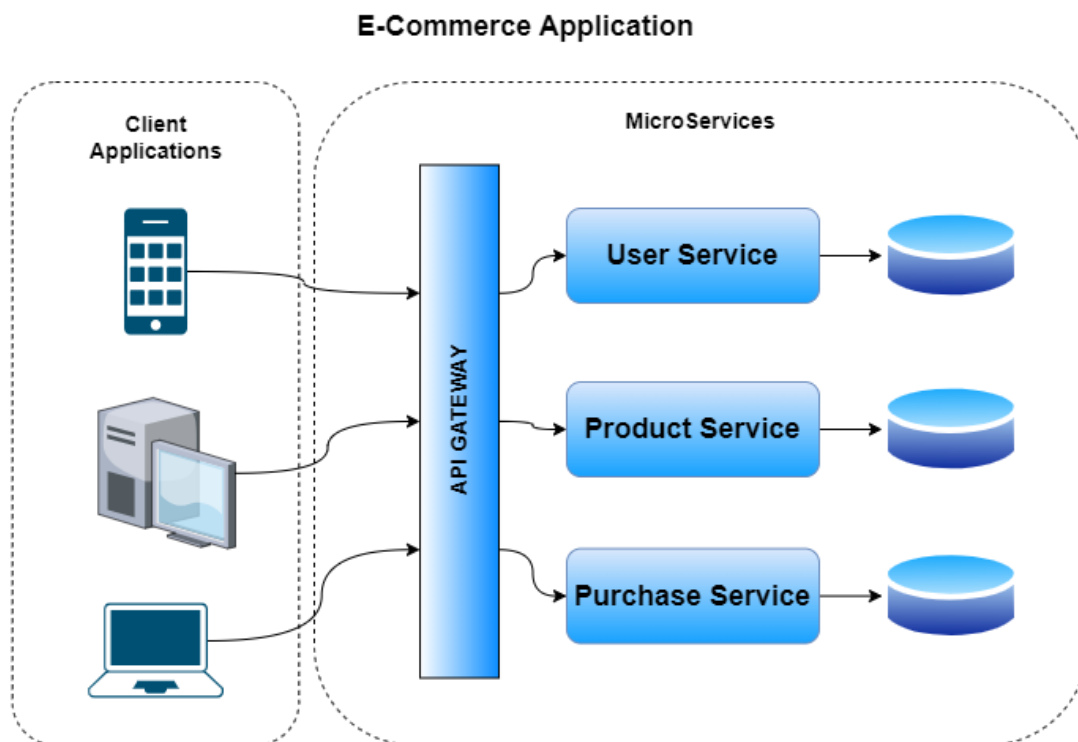 E-Commerce Application
Client
Applications
MicroServices
API GATEWAY
User Service
Product Service
Purchase Service